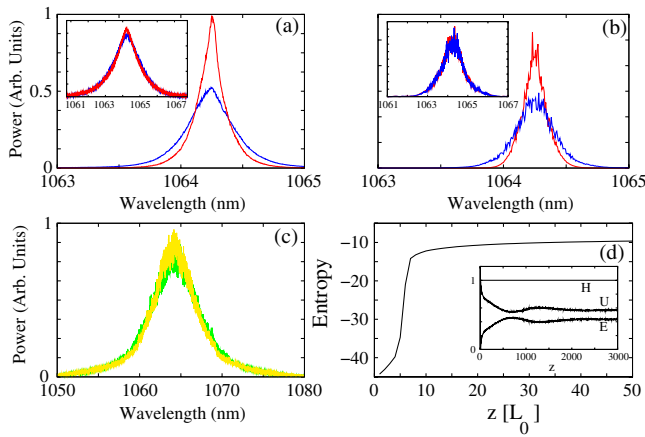 (a)
Power (Arb. Units)
1
0.5
0
1061 1063 1065 1067
1063 1064 1065
Wavelength (nm)
(b)
1061 1063 1065 1067
1063 1064 1065
Wavelength (nm)
(c)
Power (Arb. Units)
1
0
1050 1060 1070 1080
Wavelength (nm)
(d)
Entropy
−10
−20
−30
−40
1
0
H
U
E
0 1000 2000 3000
z
0 10 20 30 40 50
z [L0]